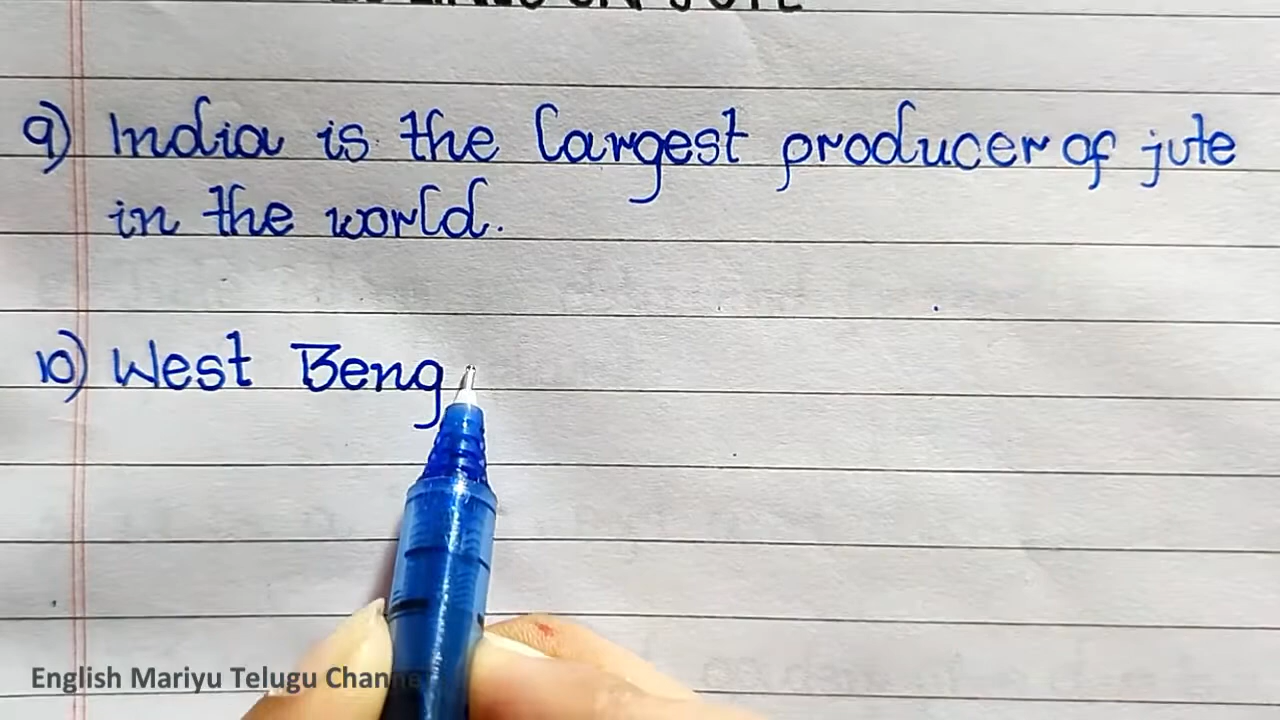 9) India is the largest producer of jute
in the world.
10) West Beng
English Mariyu Telugu Channe